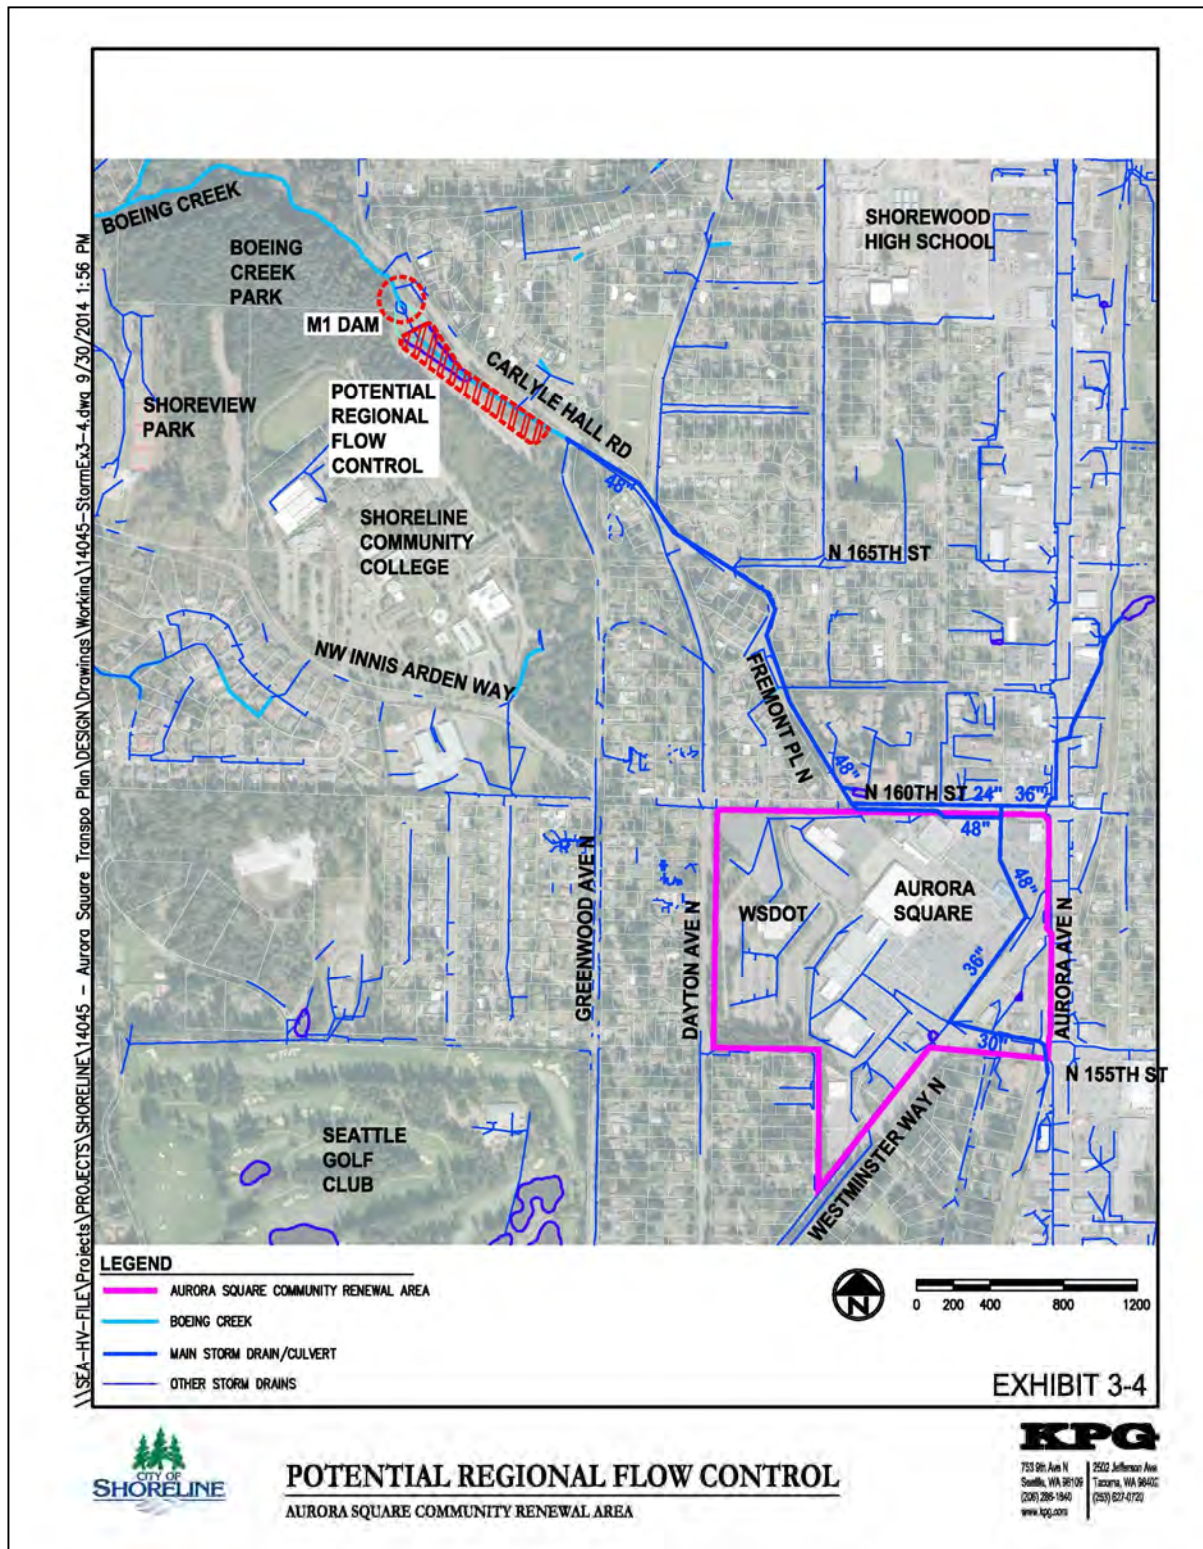 \\SEA-HV-FILE\Projects\PROJECTS\SHORELINE\14045 - Aurora Square Transpo Plan\DESIGN\Drawings\Working\14045-StormEx3-4.dwg 9/30/2014 1:56 PM
BOEING CREEK
BOEING
CREEK
PARK
SHOREWOOD
HIGH SCHOOL
M1 DAM
CARLYLE HALL RD
SHOREVIEW
PARK
POTENTIAL
REGIONAL
FLOW
CONTROL
48"
SHORELINE
COMMUNITY
COLLEGE
N 165TH ST
NW INNIS ARDEN WAY
FREMONT PL N
48"
N 160TH ST
24"
36"
48"
48"
GREENWOOD AVE N
DAYTON AVE N
WSDOT
AURORA
SQUARE
36"
AURORA AVE N
30"
N 155TH ST
WESTMINSTER WAY N
SEATTLE
GOLF
CLUB
LEGEND
AURORA SQUARE COMMUNITY RENEWAL AREA
BOEING CREEK
MAIN STORM DRAIN/CULVERT
OTHER STORM DRAINS
N
0 200 400 800 1200
EXHIBIT 3-4
CITY OF
SHORELINE
POTENTIAL REGIONAL FLOW CONTROL
AURORA SQUARE COMMUNITY RENEWAL AREA
KPG
753 9th Ave N
Seattle, WA 98109
(206) 286-1640
www.kpg.com
2502 Jefferson Ave
Tacoma, WA 98402
(253) 627-0720